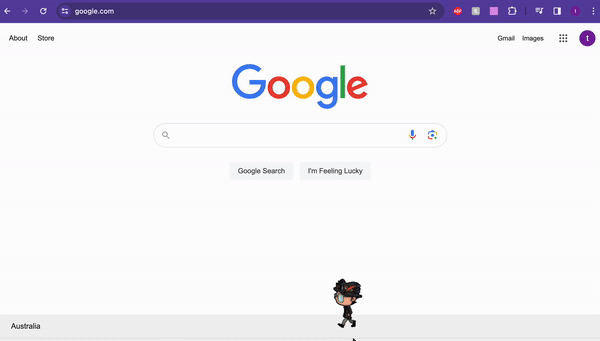 google.com
ABP
t
About Store Gmail Images t
Google
Google Search I'm Feeling Lucky
Australia